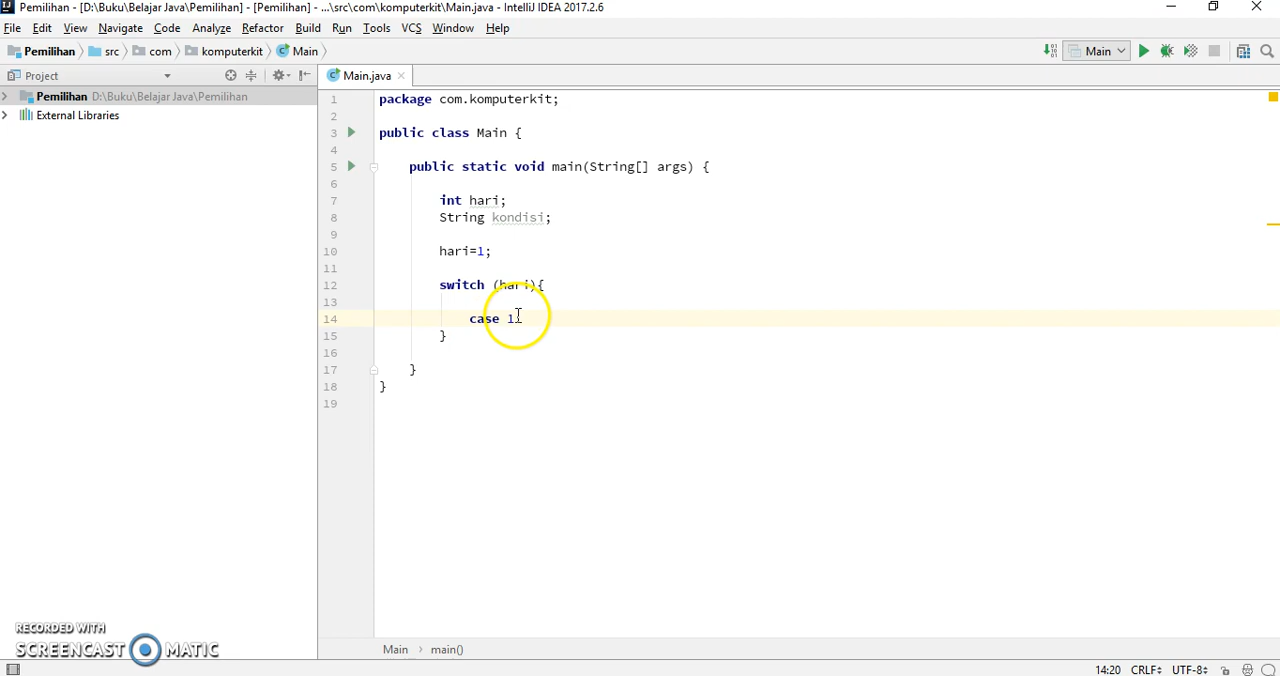 Pemilihan - [D:\Buku\Belajar Java\Pemilihan] - [Pemilihan] - ...\src\com\komputerkit\Main.java - IntelliJ IDEA 2017.2.6
File Edit View Navigate Code Analyze Refactor Build Run Tools VCS Window Help
Pemilihan src com komputerkit Main
Main
Project
Main.java
Pemilihan D:\Buku\Belajar Java\Pemilihan
External Libraries
1 package com.komputerkit;
2
3 public class Main {
4
5 public static void main(String[] args) {
6
7 int hari;
8 String kondisi;
9
10 hari=1;
11
12 switch (hari){
13
14 case 1:
15 }
16
17 }
18 }
19
RECORDED WITH
SCREENCAST MATIC
Main main()
14:20 CRLF UTF-8